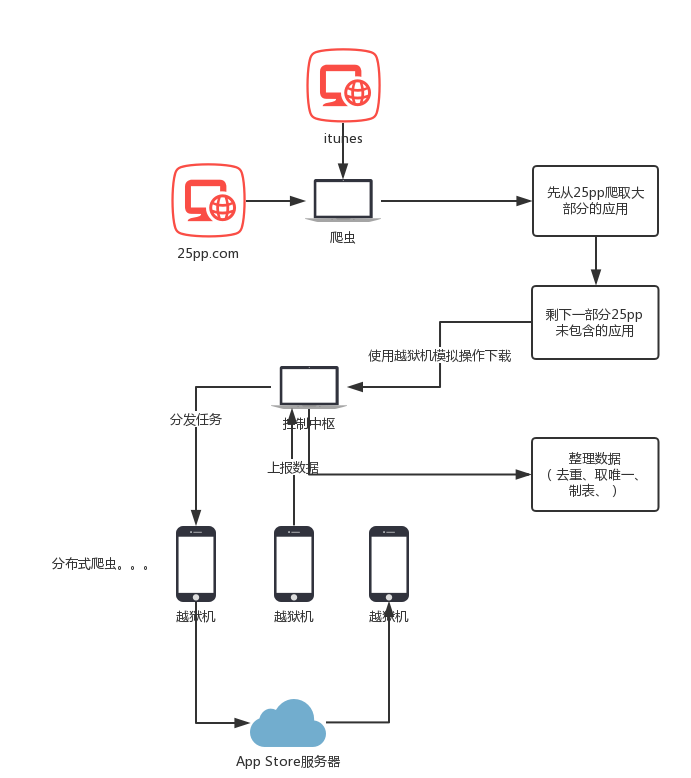 itunes
25pp.com
爬虫
先从25pp爬取大
部分的应用
剩下一部分25pp
未包含的应用
使用越狱机模拟操作下载
控制中枢
分发任务
上报数据
整理数据
（去重、取唯一、
制表、）
分布式爬虫。。。
越狱机
越狱机
越狱机
App Store服务器